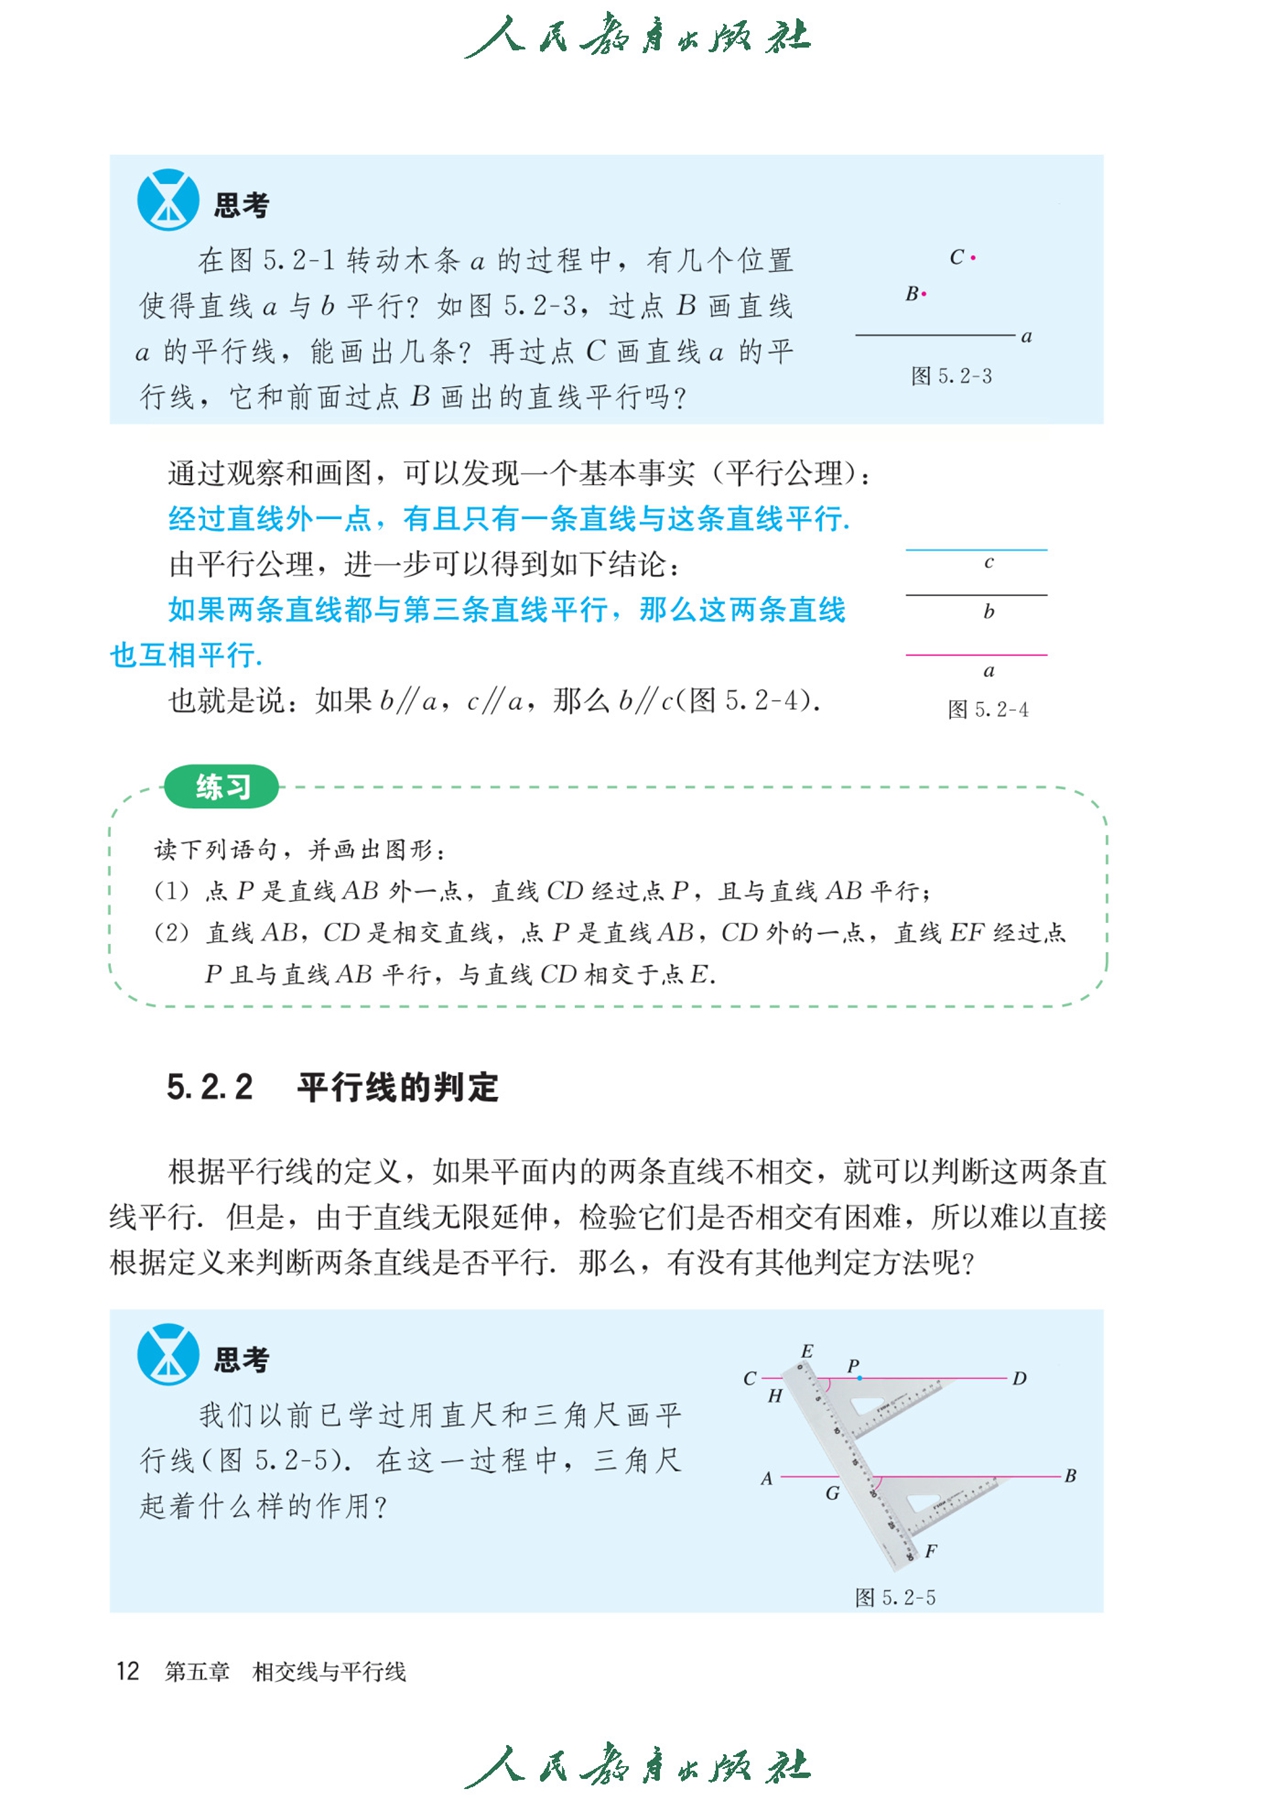 人民教育出版社
思考
在图 5.2-1 转动木条 a 的过程中，有几个位置
使得直线 a 与 b 平行？如图 5.2-3，过点 B 画直线
a 的平行线，能画出几条？再过点 C 画直线 a 的平
行线，它和前面过点 B 画出的直线平行吗？
C
B
a
图 5.2-3
通过观察和画图，可以发现一个基本事实（平行公理）：
经过直线外一点，有且只有一条直线与这条直线平行.
由平行公理，进一步可以得到如下结论：
如果两条直线都与第三条直线平行，那么这两条直线
也互相平行.
也就是说：如果 b∥a，c∥a，那么 b∥c(图 5.2-4).
c
b
a
图 5.2-4
练习
读下列语句，并画出图形：
(1) 点 P 是直线 AB 外一点，直线 CD 经过点 P，且与直线 AB 平行；
(2) 直线 AB，CD 是相交直线，点 P 是直线 AB，CD 外的一点，直线 EF 经过点
P 且与直线 AB 平行，与直线 CD 相交于点 E.
5.2.2 平行线的判定
根据平行线的定义，如果平面内的两条直线不相交，就可以判断这两条直
线平行. 但是，由于直线无限延伸，检验它们是否相交有困难，所以难以直接
根据定义来判断两条直线是否平行. 那么，有没有其他判定方法呢？
思考
我们以前已学过用直尺和三角尺画平
行线(图 5.2-5). 在这一过程中，三角尺
起着什么样的作用？
E
C
P
D
H
A
B
G
F
图 5.2-5
12 第五章 相交线与平行线
人民教育出版社